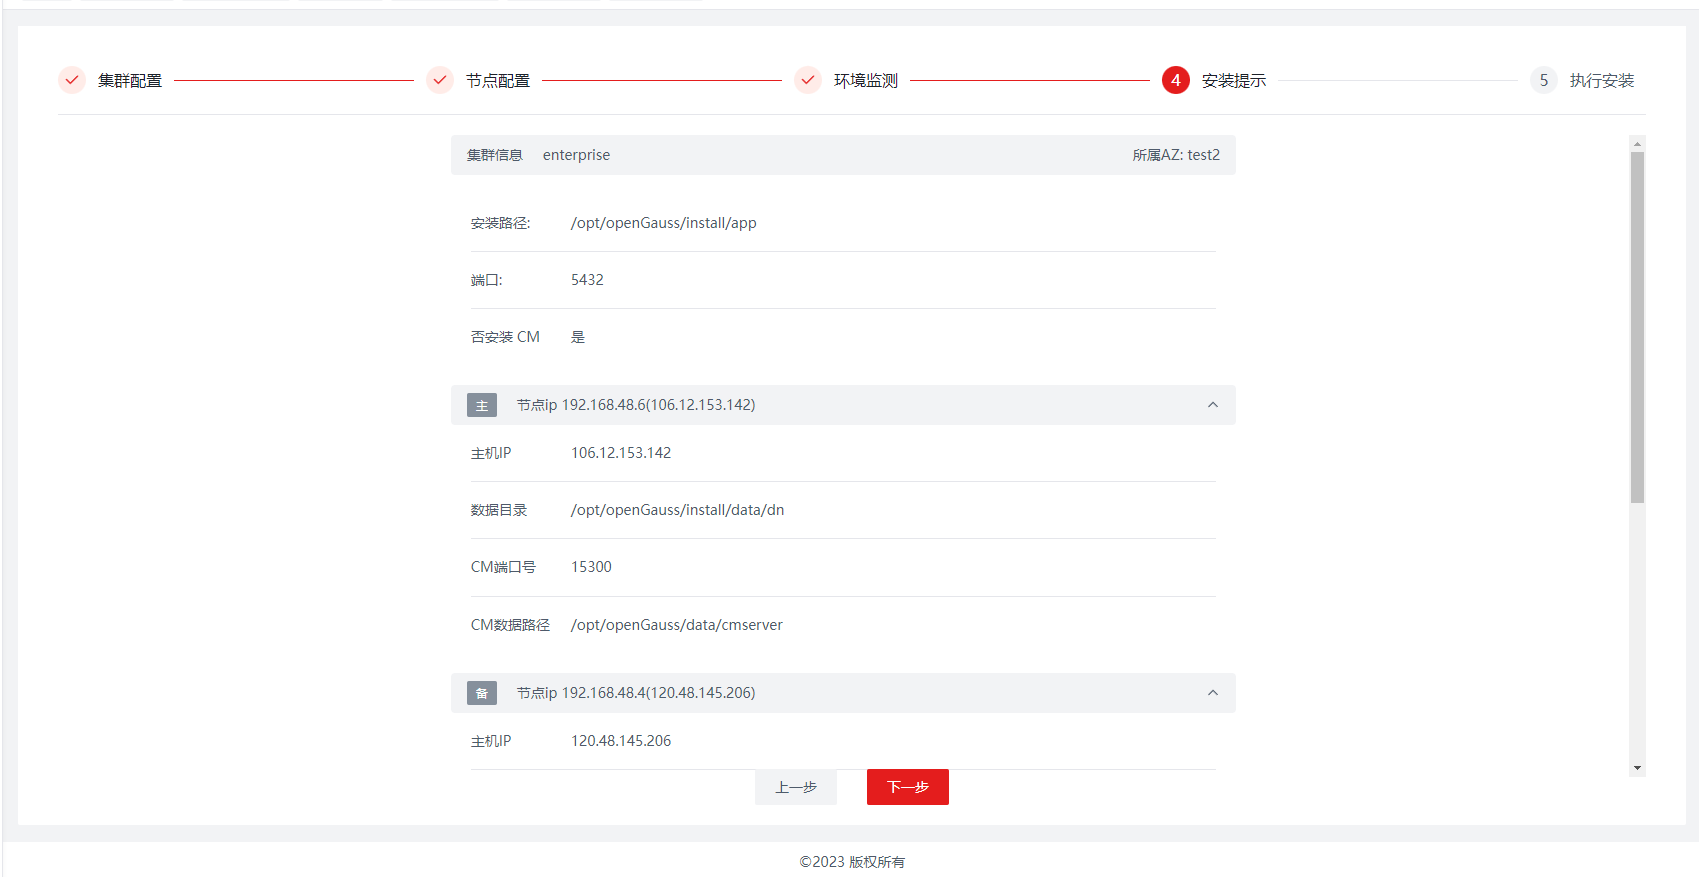 集群配置
节点配置
环境监测
4 安装提示
5 执行安装
集群信息 enterprise 所属AZ: test2
安装路径: /opt/openGauss/install/app
端口: 5432
否安装 CM 是
主 节点ip 192.168.48.6(106.12.153.142)
主机IP 106.12.153.142
数据目录 /opt/openGauss/install/data/dn
CM端口号 15300
CM数据路径 /opt/openGauss/data/cmserver
备 节点ip 192.168.48.4(120.48.145.206)
主机IP 120.48.145.206
上一步 下一步
©2023 版权所有